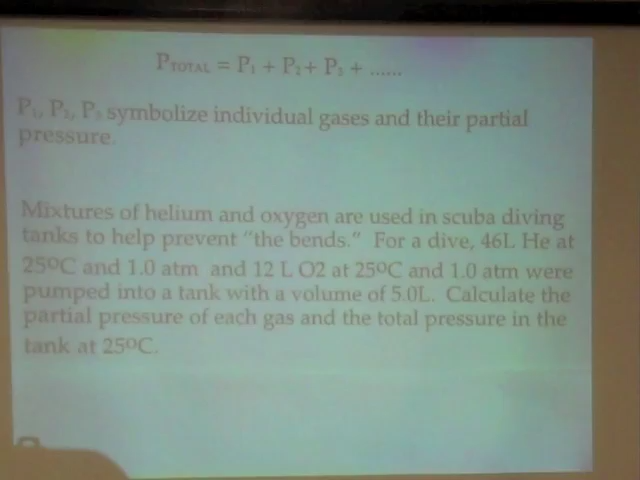 PTOTAL = P₁ + P₂+ P₃ + ......
P₁, P₂, P₃ symbolize individual gases and their partial
pressure.
Mixtures of helium and oxygen are used in scuba diving
tanks to help prevent “the bends.” For a dive, 46L He at
25ºC and 1.0 atm and 12 L O2 at 25ºC and 1.0 atm were
pumped into a tank with a volume of 5.0L. Calculate the
partial pressure of each gas and the total pressure in the
tank at 25ºC.